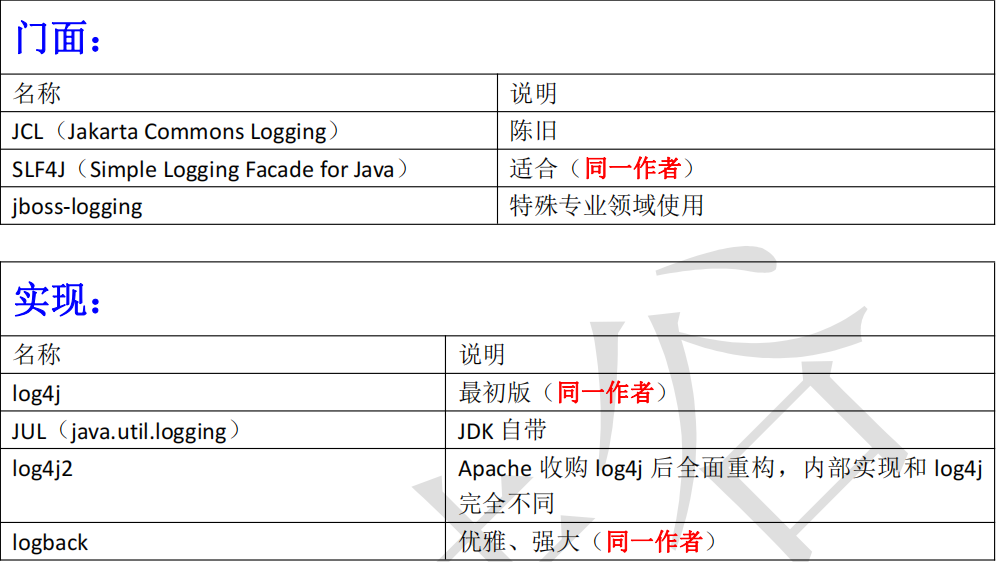 门面：
名称 说明
JCL（Jakarta Commons Logging） 陈旧
SLF4J（Simple Logging Facade for Java） 适合（同一作者）
jboss-logging 特殊专业领域使用
实现：
名称 说明
log4j 最初版（同一作者）
JUL（java.util.logging） JDK 自带
log4j2 Apache 收购 log4j 后全面重构，内部实现和 log4j
完全不同
logback 优雅、强大（同一作者）